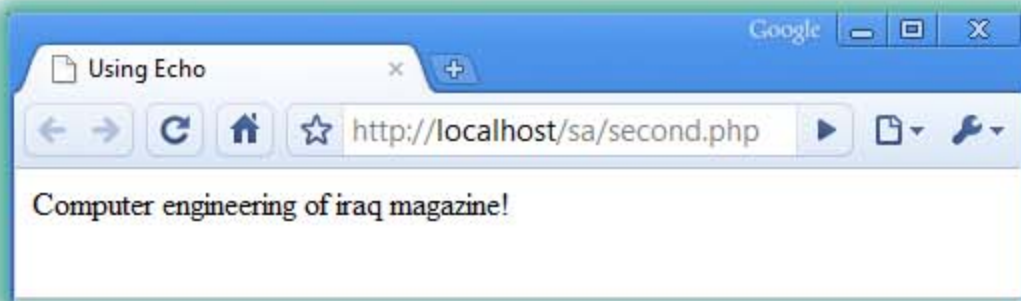 Google
Using Echo
http://localhost/sa/second.php
Computer engineering of iraq magazine!